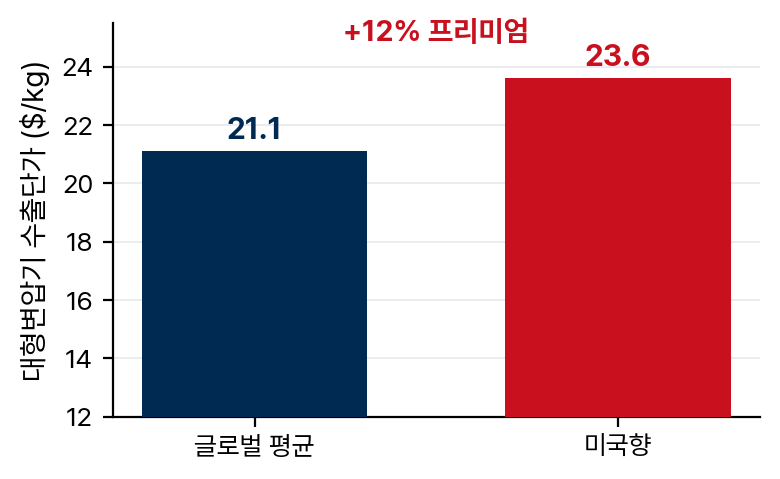 +12% 프리미엄
대형변압기 수출단가 ($/kg)
24
22
20
18
16
14
12
21.1
23.6
글로벌 평균
미국향